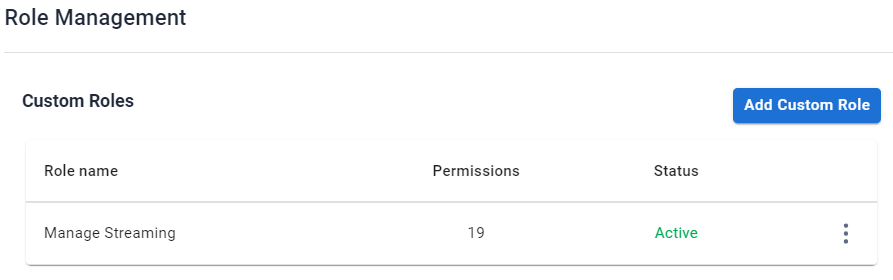 Role Management
Custom Roles
Add Custom Role
Role name Permissions Status
Manage Streaming 19 Active